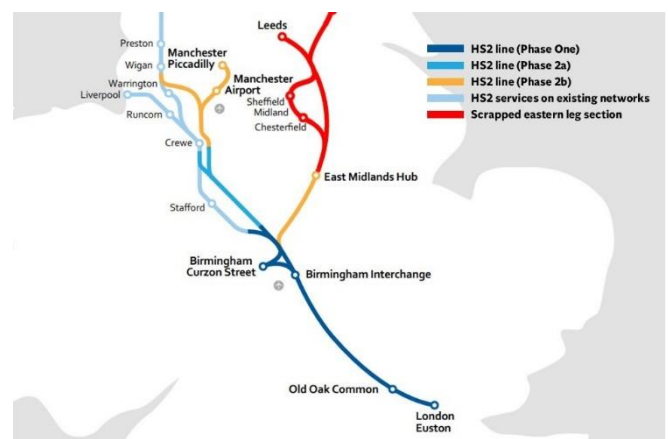 Leeds
Preston
Wigan
Manchester
Piccadilly
Warrington
Liverpool
Manchester
Airport
Runcorn
Sheffield
Midland
Chesterfield
Crewe
East Midlands Hub
Stafford
Birmingham
Curzon Street
Birmingham Interchange
Old Oak Common
London
Euston
HS2 line (Phase One)
HS2 line (Phase 2a)
HS2 line (Phase 2b)
HS2 services on existing networks
Scrapped eastern leg section